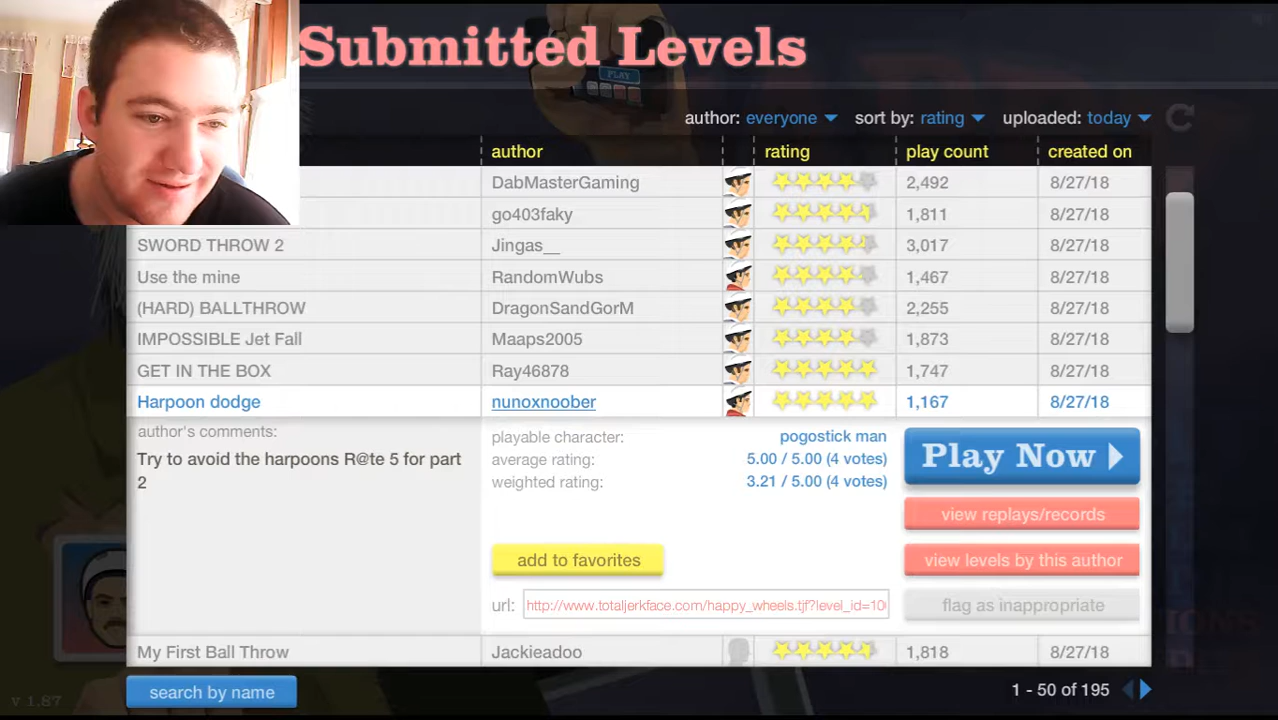 Submitted Levels
PLAY
author: everyone sort by: rating uploaded: today
author rating play count created on
DabMasterGaming 2,492 8/27/18
go403faky 1,811 8/27/18
SWORD THROW 2 Jingas__ 3,017 8/27/18
Use the mine RandomWubs 1,467 8/27/18
(HARD) BALLTHROW DragonSandGorM 2,255 8/27/18
IMPOSSIBLE Jet Fall Maaps2005 1,873 8/27/18
GET IN THE BOX Ray46878 1,747 8/27/18
Harpoon dodge nunoxnoober 1,167 8/27/18
author's comments:
Try to avoid the harpoons R@te 5 for part
2
playable character: pogostick man
average rating: 5.00 / 5.00 (4 votes)
weighted rating: 3.21 / 5.00 (4 votes)
Play Now
view replays/records
add to favorites
view levels by this author
url: http://www.totaljerkface.com/happy_wheels.tjf?level_id=10
flag as inappropriate
My First Ball Throw Jackieadoo 1,818 8/27/18
search by name
1 - 50 of 195
v 1.87